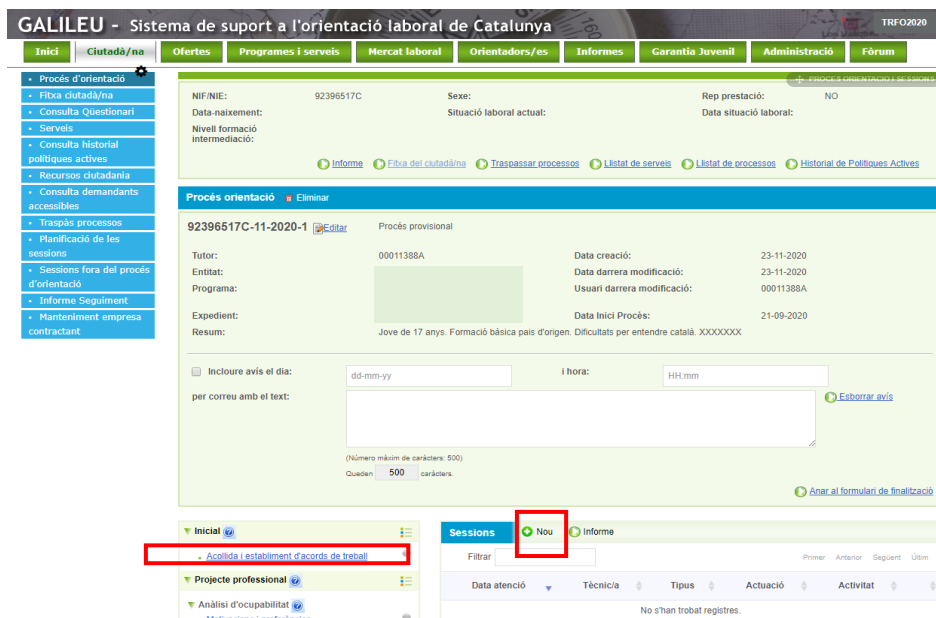 GALILEU - Sistema de suport a l'orientació laboral de Catalunya
TRFO2020
Inici Ciutadà/na Ofertes Programes i serveis Mercat laboral Orientadors/es Informes Garantia Juvenil Administració Fòrum
Procés d'orientació
Fitxa ciutadà/na
Consulta Qüestionari
Serveis
Consulta historial
polítiques actives
Recursos ciutadania
Consulta demandants
accessibles
Traspàs processos
Planificació de les
sessions
Sessions fora del procés
d'orientació
Informe Seguiment
Manteniment empresa
contractant
PROCES ORIENTACIO I SESSIONS
NIF/NIE: 92396517C Sexe: Rep prestació: NO
Data-naixement: Situació laboral actual: Data situació laboral:
Nivell formació
intermediació:
Informe Fitxa del ciutadà/na Traspassar processos Llistat de serveis Llistat de processos Historial de Polítiques Actives
Procés orientació Eliminar
92396517C-11-2020-1 Editar Procès provisional
Tutor: 00011388A Data creació: 23-11-2020
Entitat: Data darrera modificació: 23-11-2020
Programa: Usuari darrera modificació: 00011388A
Expedient: Data Inici Procès: 21-09-2020
Resum: Jove de 17 anys. Formació bàsica pais d'origen. Dificultats per entendre català. XXXXXXX
Incloure avís el dia: dd-mm-yy i hora: HH:mm
per correu amb el text:
Esborrar avís
(Número màxim de caràcters: 500)
Queden 500 caràcters.
Anar al formulari de finalització
Inicial
Acollida i establiment d'acords de treball
Projecte professional
Anàlisi d'ocupabilitat
Sessions Nou Informe
Filtrar Primer Anterior Següent Últim
Data atenció Tècnic/a Tipus Actuació Activitat
No s'han trobat registres.